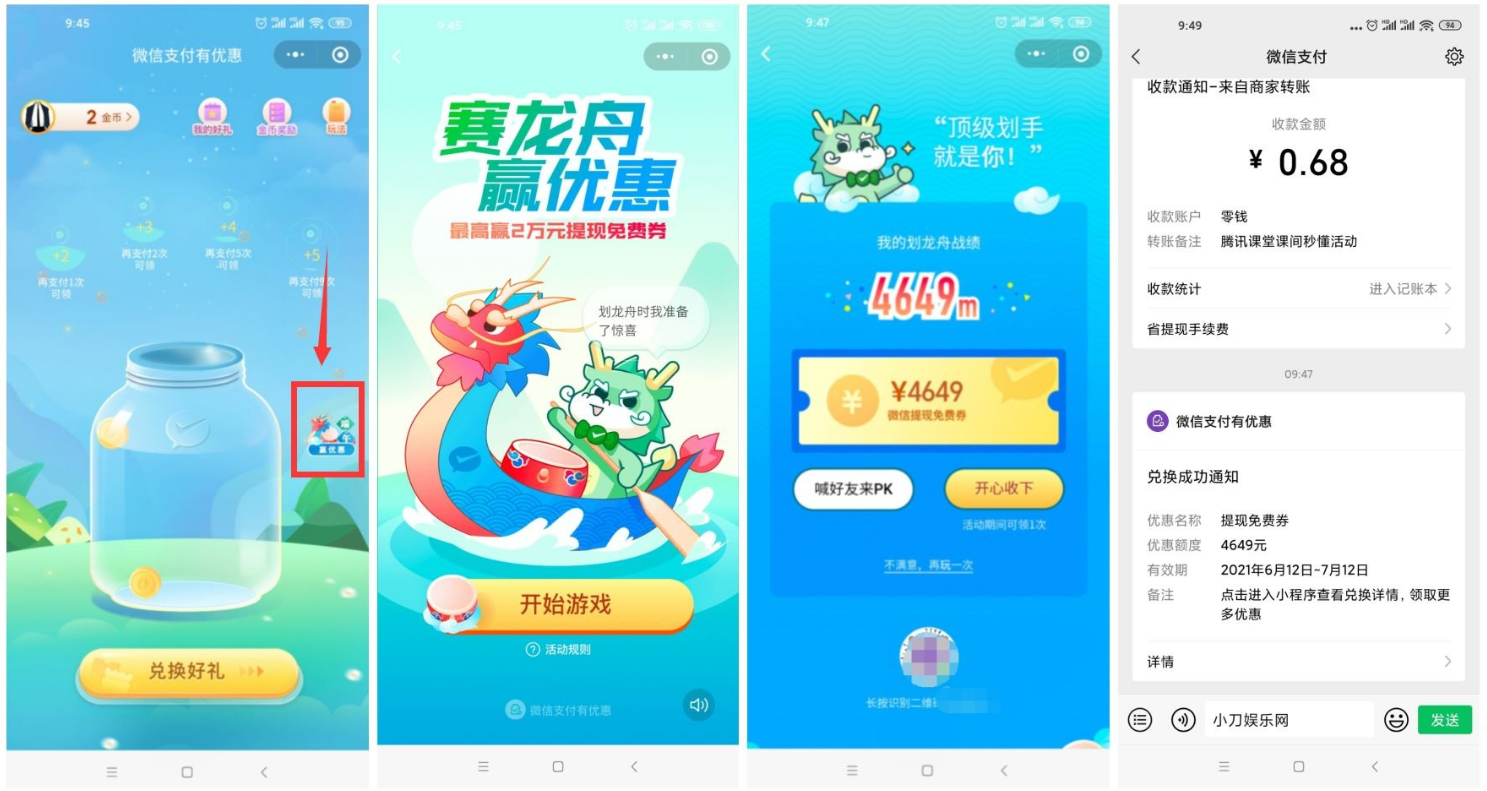 9:45
95
微信支付有优惠
2 金币 >
我的好礼
金币奖励
玩法
+2
再支付1次
可领
+3
再支付2次
可领
+4
再支付5次
可领
+5
再支付9次
可领
端午
赢优惠
兑换好礼
9:45
赛龙舟
赢优惠
最高赢2万元提现免费券
划龙舟时我准备
了惊喜
开始游戏
? 活动规则
微信支付有优惠
9:47
94
“顶级划手
就是你！”
我的划龙舟战绩
4649m
¥4649
微信提现免费券
喊好友来PK
开心收下
活动期间可领1次
不满意，再玩一次
长按识别二维
9:49
94
微信支付
收款通知-来自商家转账
收款金额
¥ 0.68
收款账户 零钱
转账备注 腾讯课堂课间秒懂活动
收款统计 进入记账本 >
省提现手续费 >
09:47
微信支付有优惠
兑换成功通知
优惠名称 提现免费券
优惠额度 4649元
有效期 2021年6月12日~7月12日
备注 点击进入小程序查看兑换详情，领取更
多优惠
详情 >
小刀娱乐网
发送